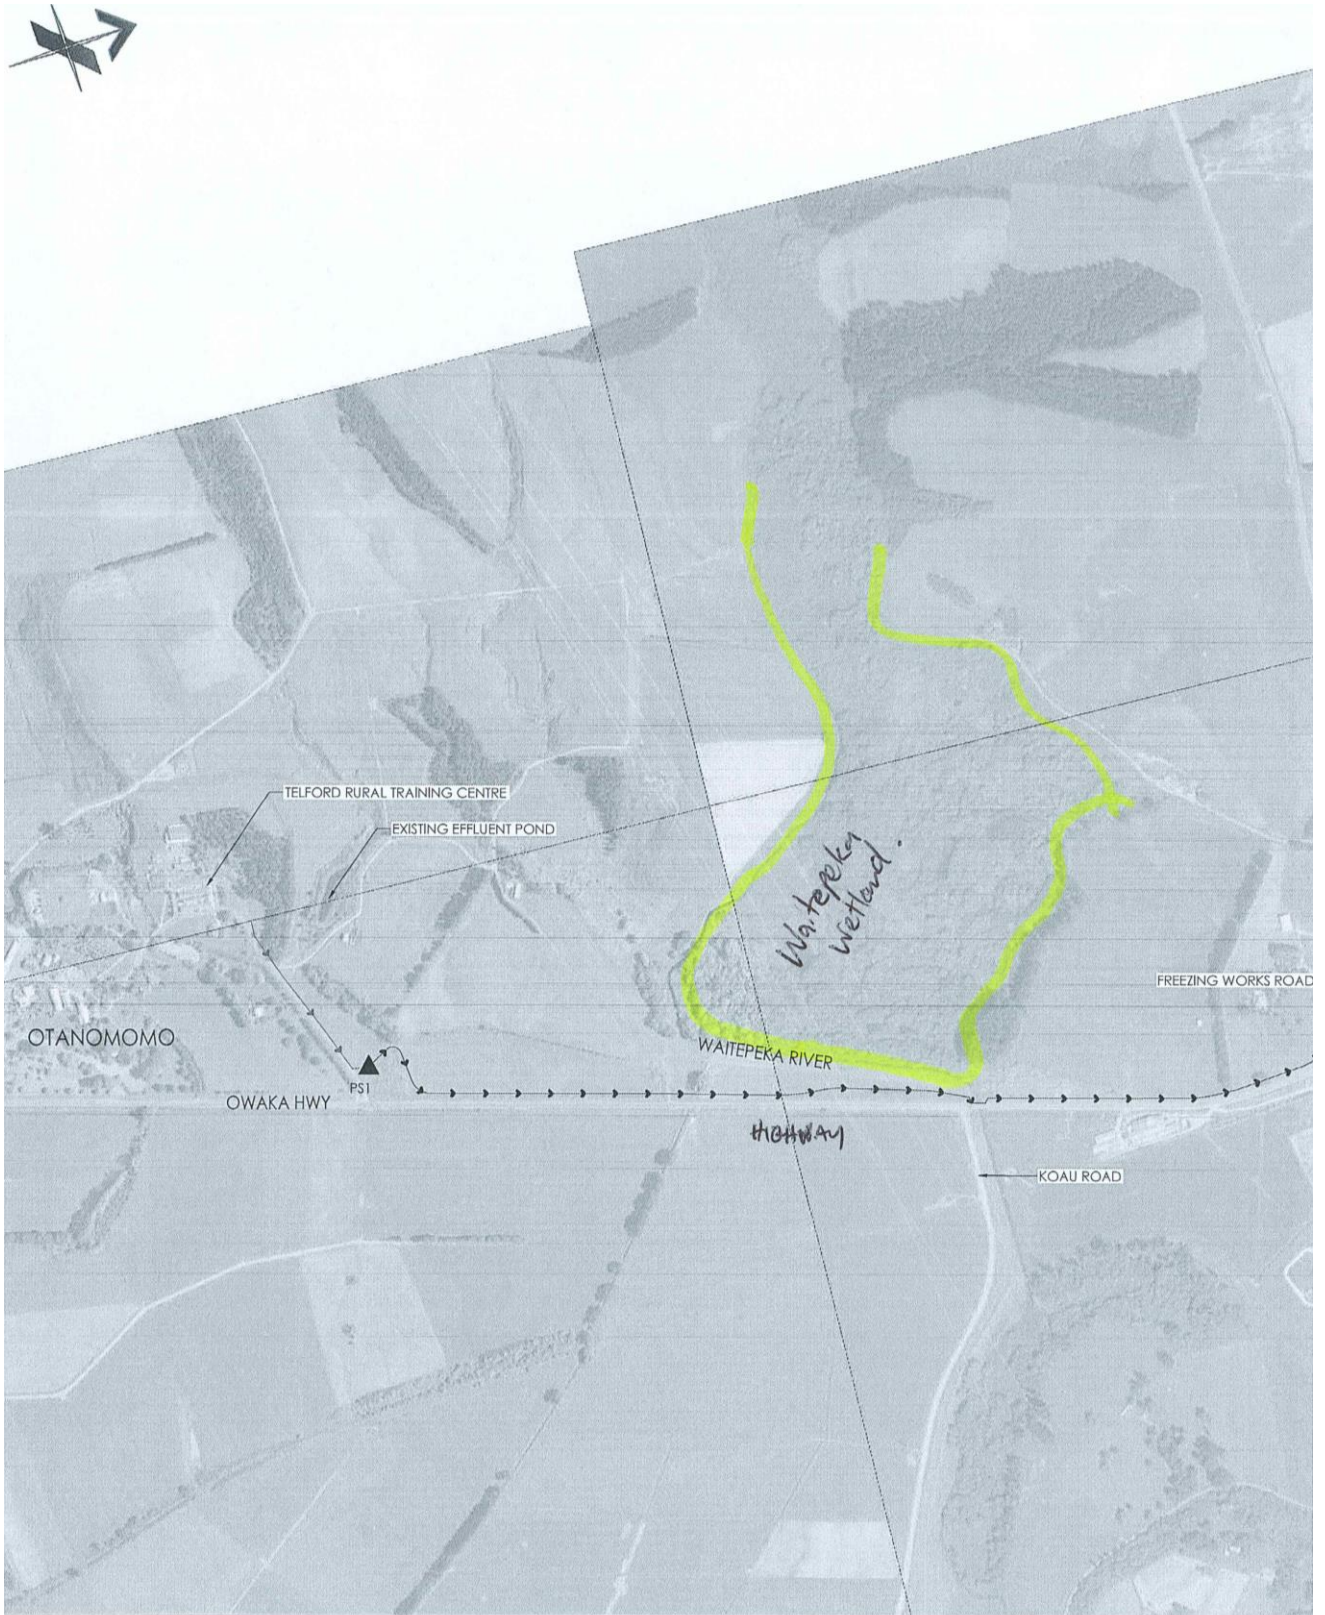 TELFORD RURAL TRAINING CENTRE
EXISTING EFFLUENT POND
Waitepeka
wetland.
FREEZING WORKS ROAD
OTANOMOMO
WAITEPEKA RIVER
PS1
OWAKA HWY
HIGHWAY
KOAU ROAD